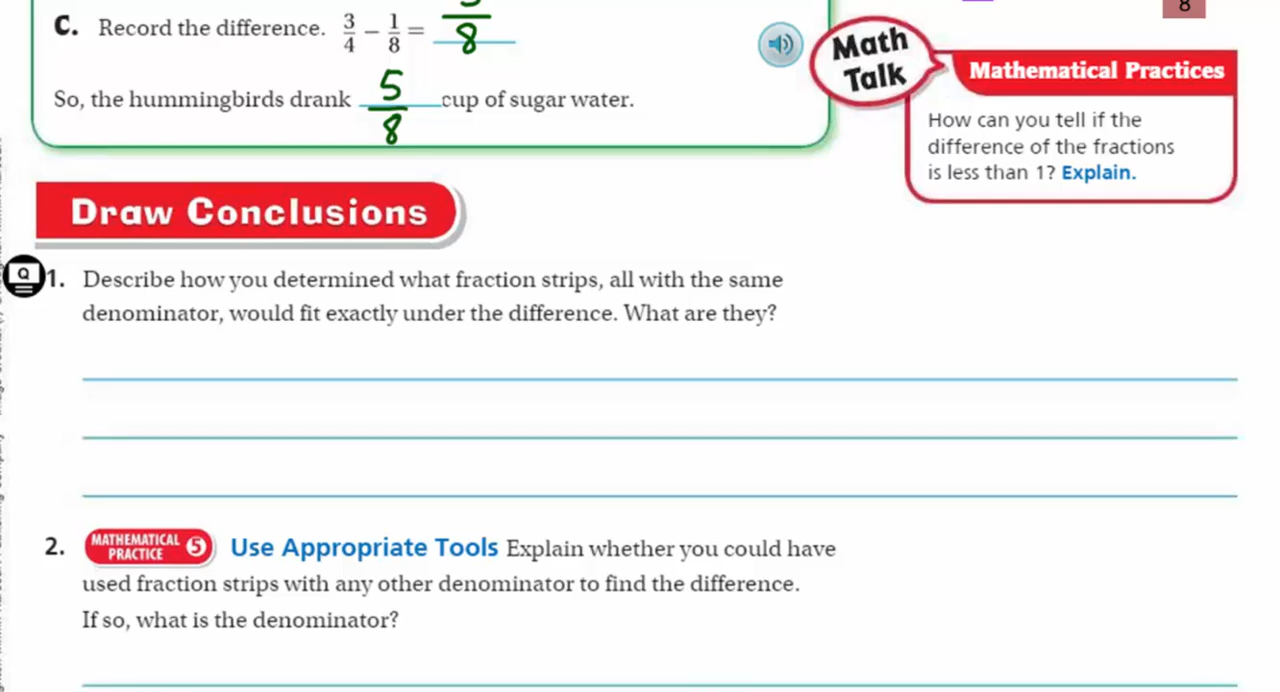 8
C. Record the difference. 3/4 − 1/8 = 5/8
So, the hummingbirds drank 5/8 cup of sugar water.
Math
Talk
Mathematical Practices
How can you tell if the
difference of the fractions
is less than 1? Explain.
Draw Conclusions
Q
1. Describe how you determined what fraction strips, all with the same
denominator, would fit exactly under the difference. What are they?
2. MATHEMATICAL PRACTICE 5 Use Appropriate Tools Explain whether you could have
used fraction strips with any other denominator to find the difference.
If so, what is the denominator?